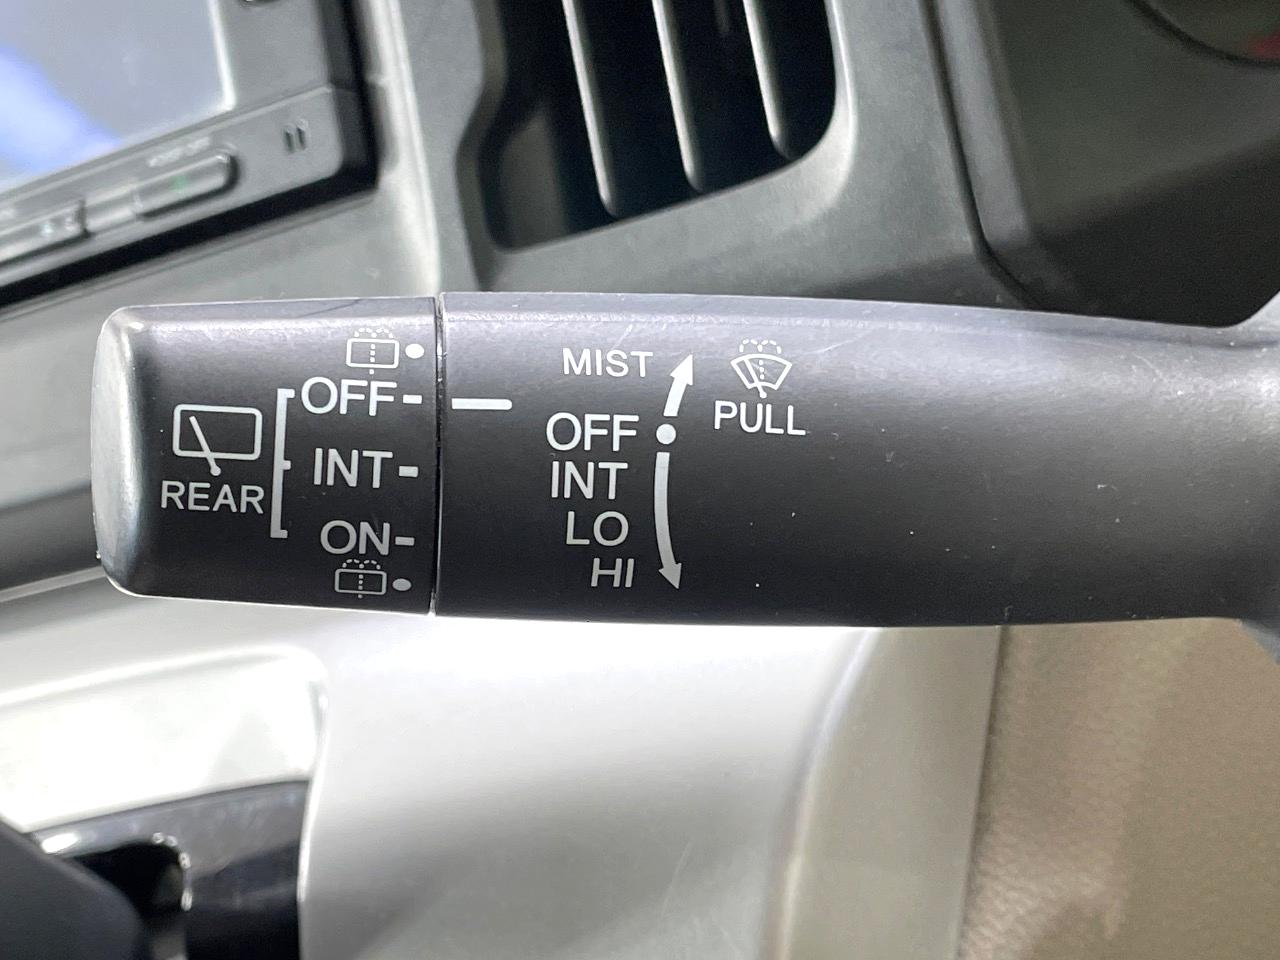 OFF-
INT-
ON-
REAR
MIST
OFF
INT
LO
HI
PULL